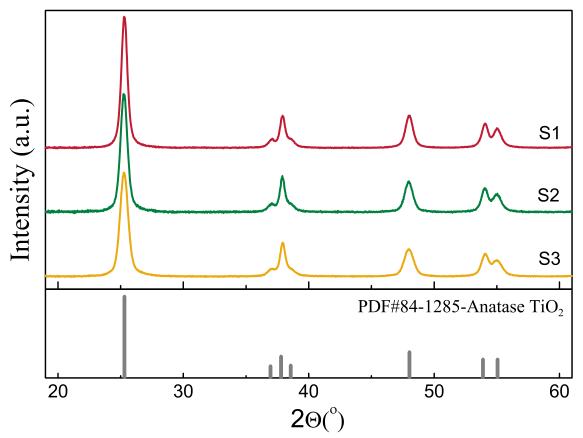 Intensity (a.u.)
S1
S2
S3
PDF#84-1285-Anatase TiO₂
20 30 40 50 60
2Θ(°)